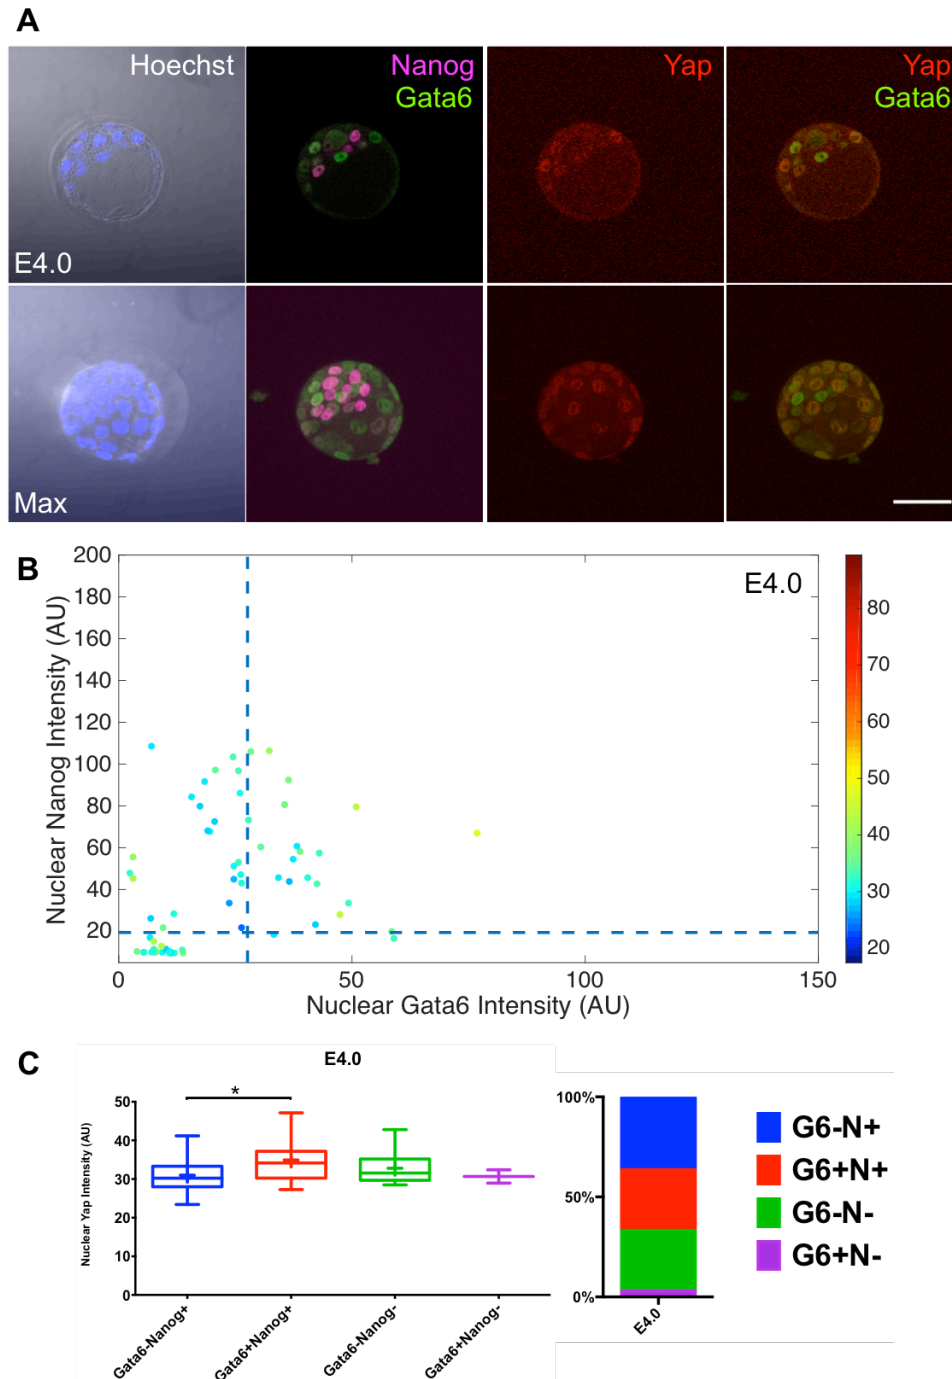 A
Hoechst
Nanog
Gata6
Yap
Yap
Gata6
E4.0
Max
B
E4.0
Nuclear Nanog Intensity (AU)
200
180
160
140
120
100
80
60
40
20
0
50
100
150
Nuclear Gata6 Intensity (AU)
80
70
60
50
40
30
20
C
E4.0
Nuclear Yap Intensity (AU)
50
40
30
20
10
0
*
Gata6-Nanog+
Gata6+Nanog+
Gata6-Nanog-
Gata6+Nanog-
100%
50%
0%
E4.0
G6-N+
G6+N+
G6-N-
G6+N-